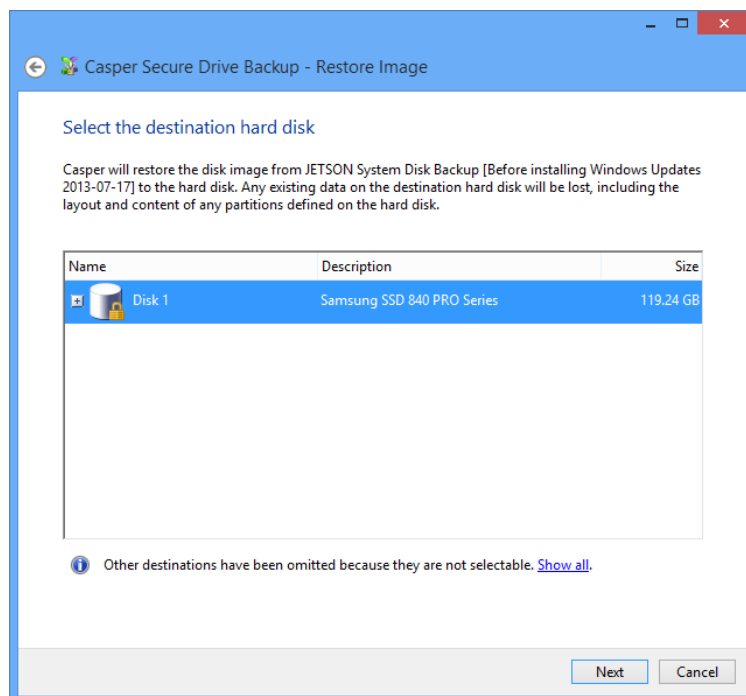 Casper Secure Drive Backup - Restore Image
Select the destination hard disk
Casper will restore the disk image from JETSON System Disk Backup [Before installing Windows Updates
2013-07-17] to the hard disk. Any existing data on the destination hard disk will be lost, including the
layout and content of any partitions defined on the hard disk.
Name Description Size
Disk 1 Samsung SSD 840 PRO Series 119.24 GB
Other destinations have been omitted because they are not selectable. Show all.
Next Cancel